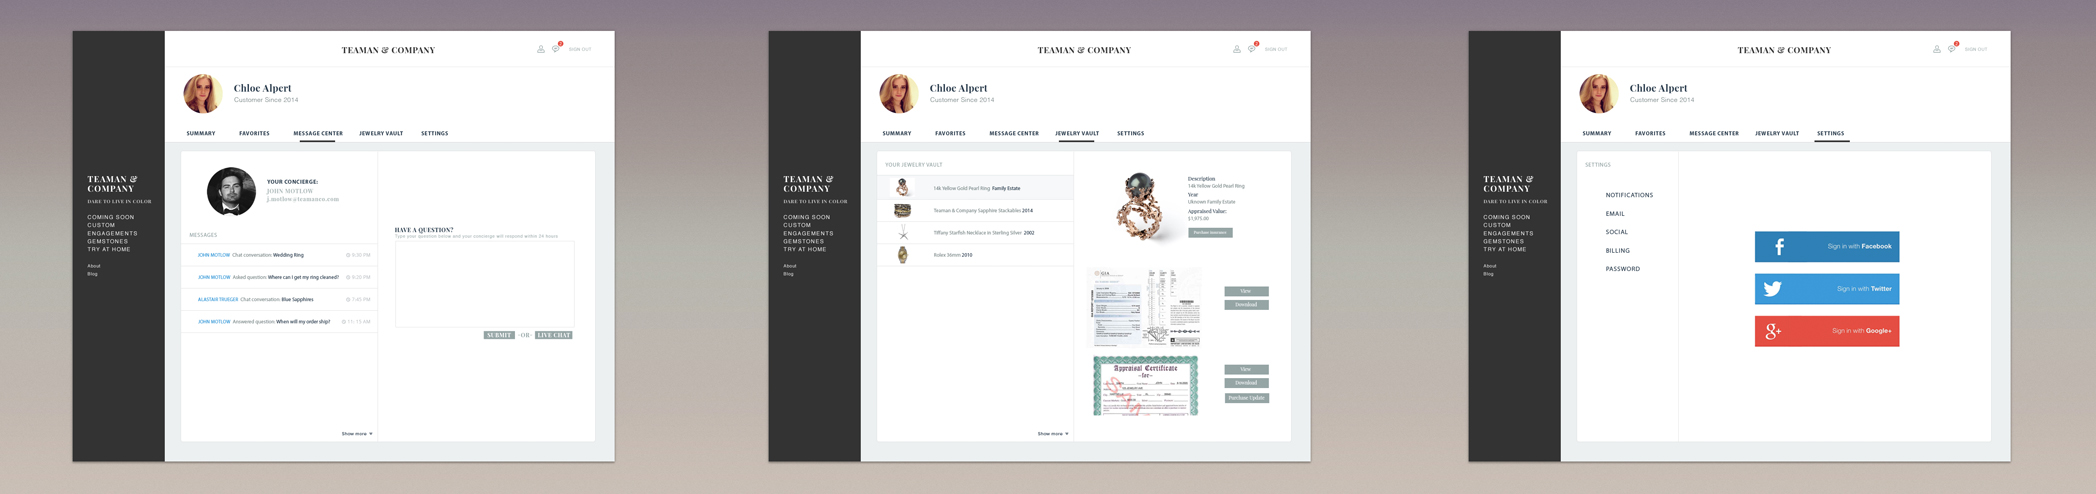 TEAMAN & COMPANY
2
SIGN OUT
Chloe Alpert
Customer Since 2014
SUMMARY FAVORITES MESSAGE CENTER JEWELRY VAULT SETTINGS
TEAMAN &
COMPANY
DARE TO LIVE IN COLOR
COMING SOON
CUSTOM
ENGAGEMENTS
GEMSTONES
TRY AT HOME
About
Blog
YOUR CONCIERGE:
JOHN MOTLOW
j.motlow@teamanco.com
MESSAGES
JOHN MOTLOW Chat conversation: Wedding Ring 9:30 PM
JOHN MOTLOW Asked question: Where can I get my ring cleaned? 9:00 PM
ALASTAIR TRUEGER Chat conversation: Blue Sapphires 7:45 PM
JOHN MOTLOW Answered question: When will my order ship? 11:15 AM
Show more
HAVE A QUESTION?
Type your question below and your concierge will respond within 24 hours
SUBMIT -OR- LIVE CHAT
TEAMAN & COMPANY
2
SIGN OUT
Chloe Alpert
Customer Since 2014
SUMMARY FAVORITES MESSAGE CENTER JEWELRY VAULT SETTINGS
TEAMAN &
COMPANY
DARE TO LIVE IN COLOR
COMING SOON
CUSTOM
ENGAGEMENTS
GEMSTONES
TRY AT HOME
About
Blog
YOUR JEWELRY VAULT
14k Yellow Gold Pearl Ring Family Estate
Teaman & Company Sapphire Stackables 2014
Tiffany Starfish Necklace in Sterling Silver 2002
Rolex 36mm 2010
Show more
Description
14k Yellow Gold Pearl Ring
Year
Uknown Family Estate
Appraised Value:
$1,975.00
Purchase insurance
GIA
View
Download
Appraisal Certificate
~for~
View
Download
Purchase Update
TEAMAN & COMPANY
2
SIGN OUT
Chloe Alpert
Customer Since 2014
SUMMARY FAVORITES MESSAGE CENTER JEWELRY VAULT SETTINGS
TEAMAN &
COMPANY
DARE TO LIVE IN COLOR
COMING SOON
CUSTOM
ENGAGEMENTS
GEMSTONES
TRY AT HOME
About
Blog
SETTINGS
NOTIFICATIONS
EMAIL
SOCIAL
BILLING
PASSWORD
f Sign in with Facebook
Sign in with Twitter
g+ Sign in with Google+